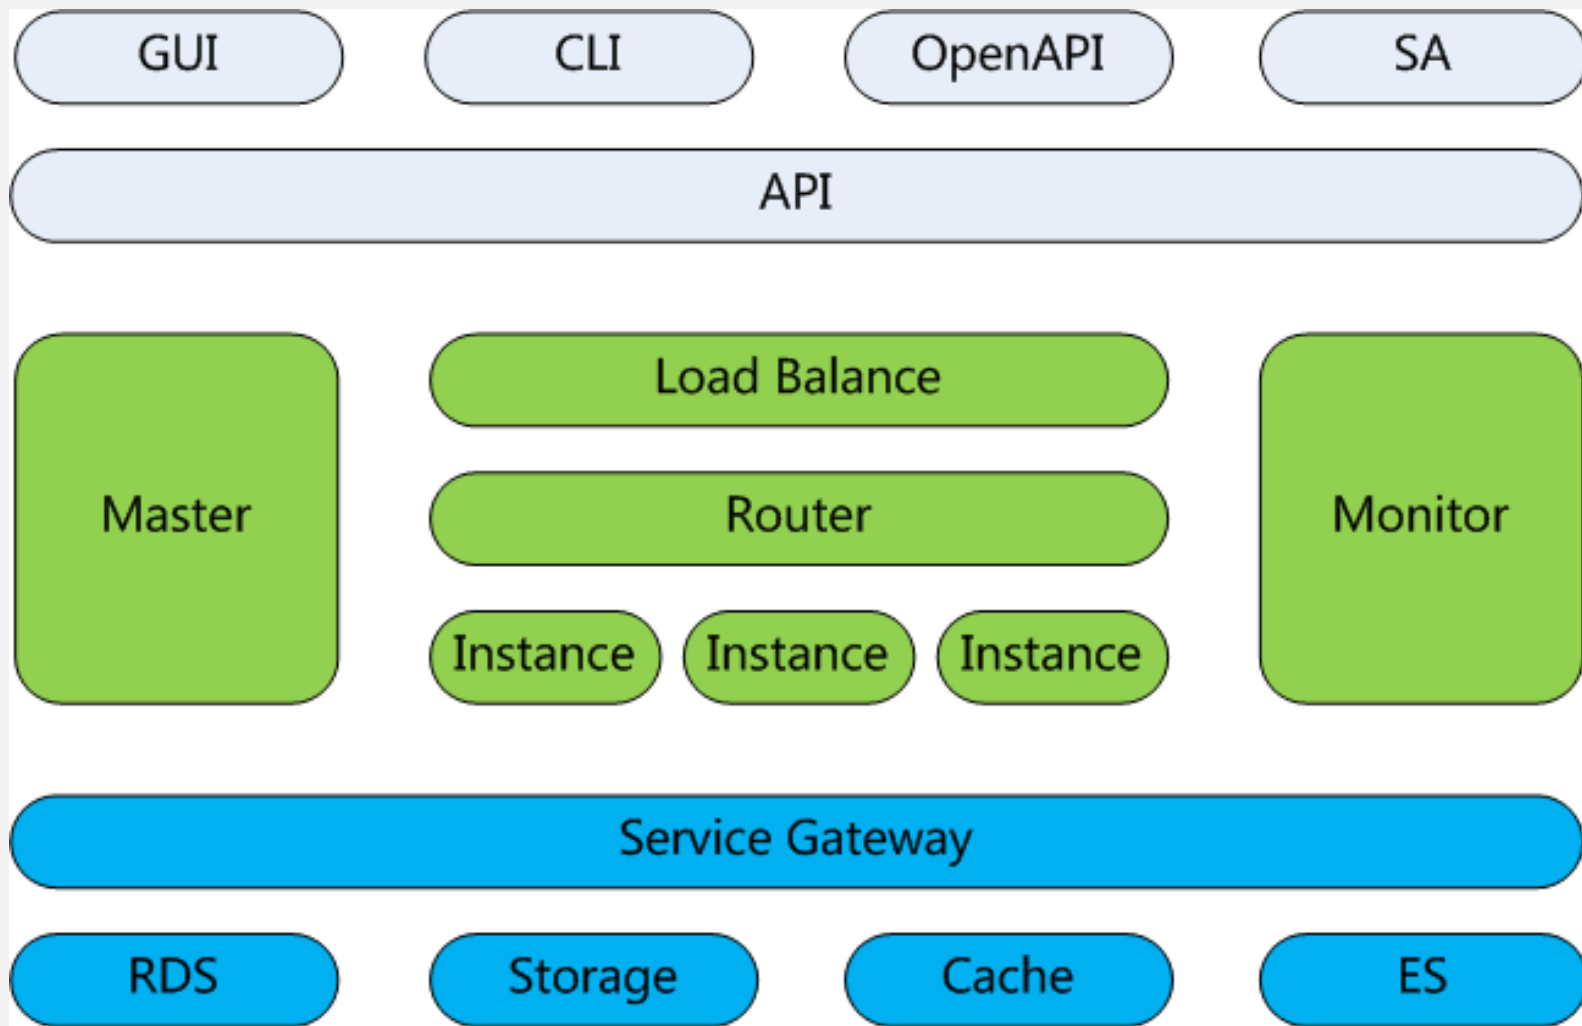 GUI
CLI
OpenAPI
SA
API
Master
Load Balance
Router
Instance
Instance
Instance
Monitor
Service Gateway
RDS
Storage
Cache
ES